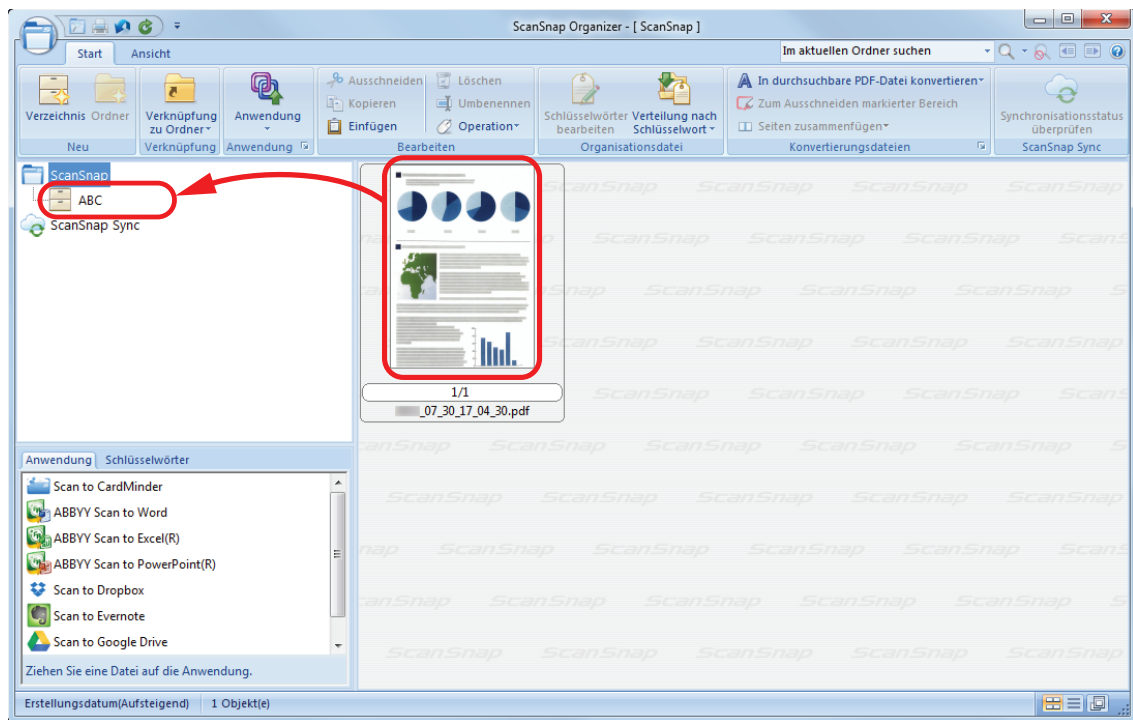 ScanSnap Organizer - [ ScanSnap ]
Start Ansicht
Im aktuellen Ordner suchen
Verzeichnis Ordner
Neu
Verknüpfung
zu Ordner
Verknüpfung
Anwendung
Anwendung
Ausschneiden
Kopieren
Einfügen
Löschen
Umbenennen
Operation
Bearbeiten
Schlüsselwörter
bearbeiten
Verteilung nach
Schlüsselwort
Organisationsdatei
In durchsuchbare PDF-Datei konvertieren
Zum Ausschneiden markierter Bereich
Seiten zusammenfügen
Konvertierungsdateien
Synchronisationsstatus
überprüfen
ScanSnap Sync
ScanSnap
ABC
ScanSnap Sync
1/1
_07_30_17_04_30.pdf
Anwendung Schlüsselwörter
Scan to CardMinder
ABBYY Scan to Word
ABBYY Scan to Excel(R)
ABBYY Scan to PowerPoint(R)
Scan to Dropbox
Scan to Evernote
Scan to Google Drive
Ziehen Sie eine Datei auf die Anwendung.
Erstellungsdatum(Aufsteigend) 1 Objekt(e)